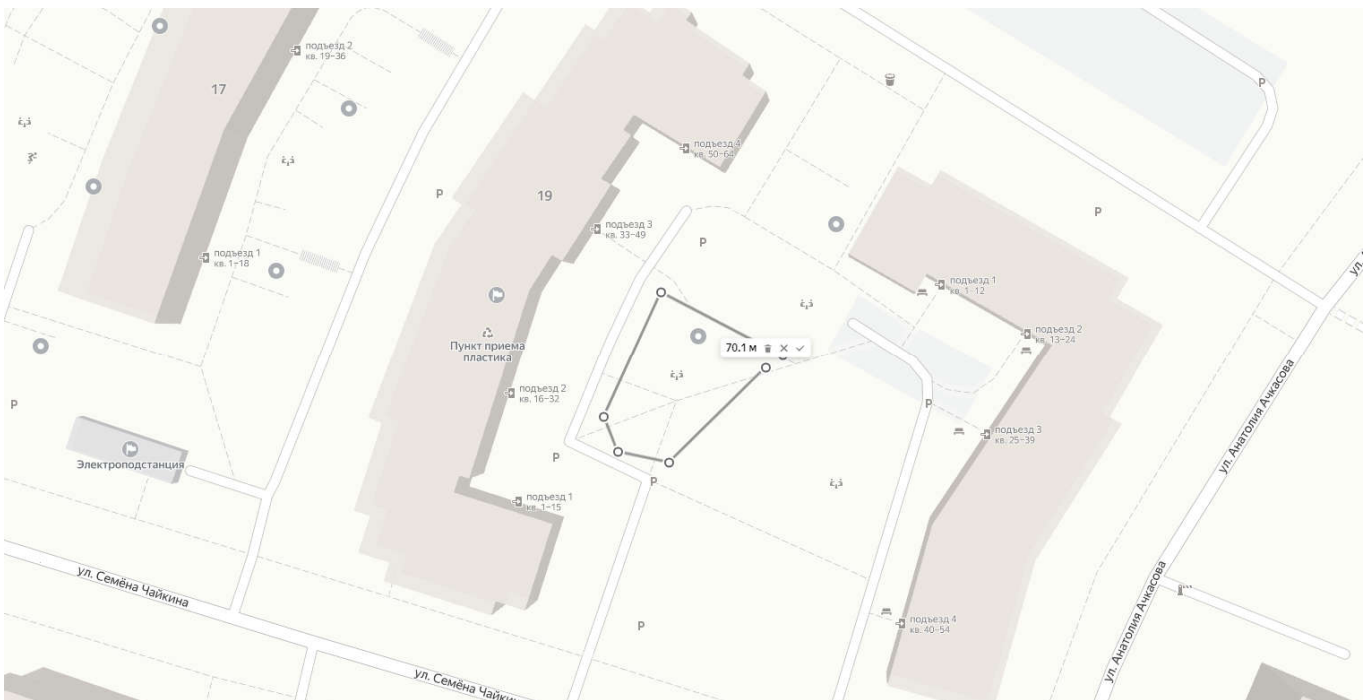 подъезд 2
кв. 19–36
17
P
подъезд 4
кв. 50–64
P
19
P
подъезд 3
кв. 33–49
P
подъезд 1
кв. 1–18
подъезд 1
кв. 1–12
подъезд 2
кв. 13–24
Пункт приема
пластика
70.1 м
подъезд 2
кв. 16–32
P
P
подъезд 3
кв. 25–39
ул. Анатолия Ачкасова
Электроподстанция
P
P
подъезд 1
кв. 1–15
ул. Семёна Чайкина
P
подъезд 4
кв. 40–54
ул. Анатолия Ачкасова
ул. Семёна Чайкин
ул.